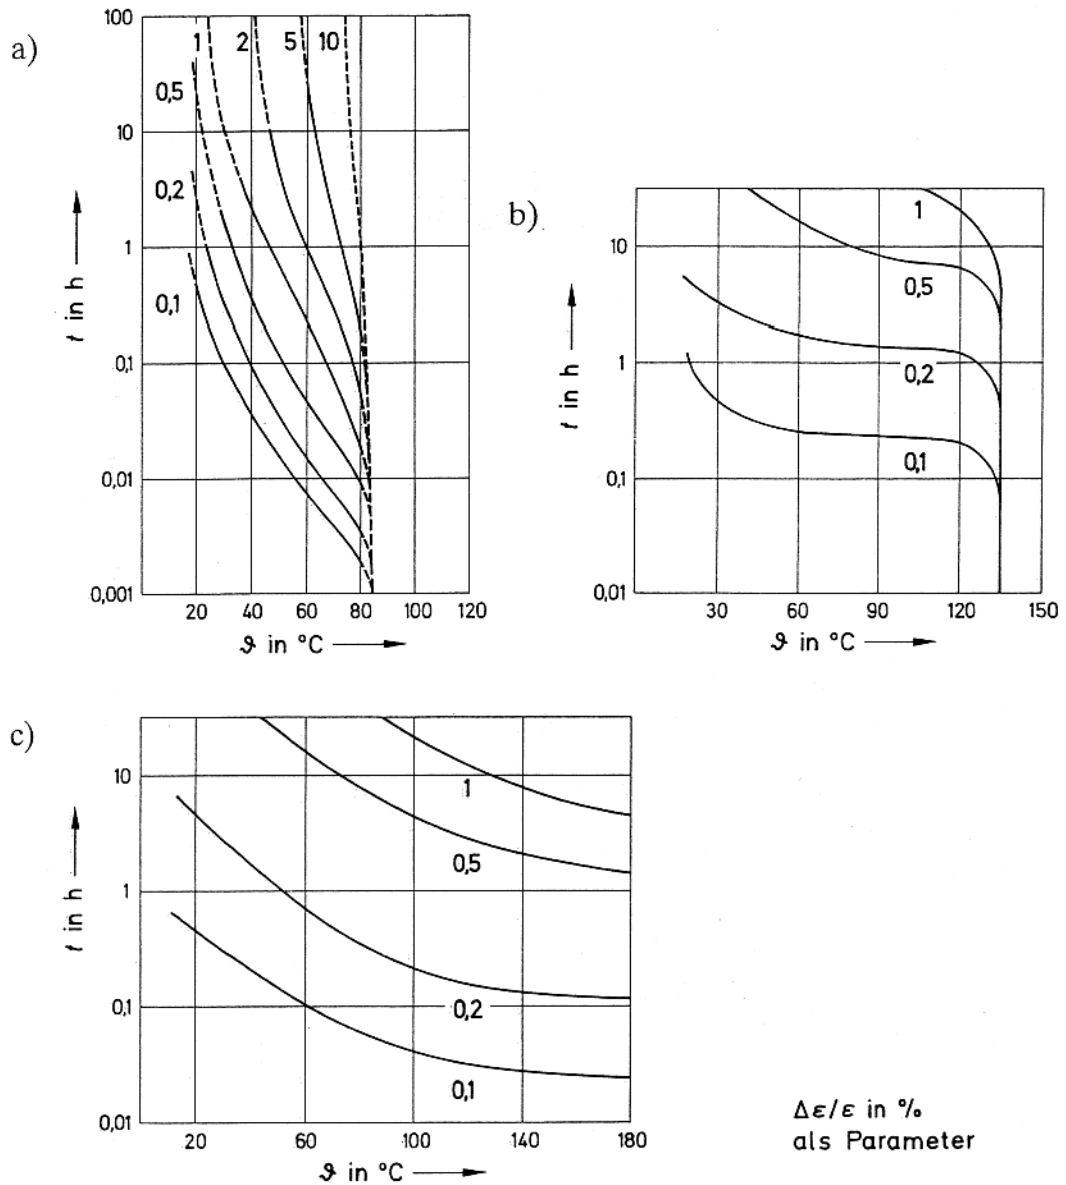 a)
100
10
1
0,1
0,01
0,001
t in h
1 2 5 10
0,5
0,2
0,1
20 40 60 80 100 120
ϑ in °C
b)
10
1
0,1
0,01
t in h
1
0,5
0,2
0,1
30 60 90 120 150
ϑ in °C
c)
10
1
0,1
0,01
t in h
1
0,5
0,2
0,1
20 60 100 140 180
ϑ in °C
Δε/ε in %
als Parameter